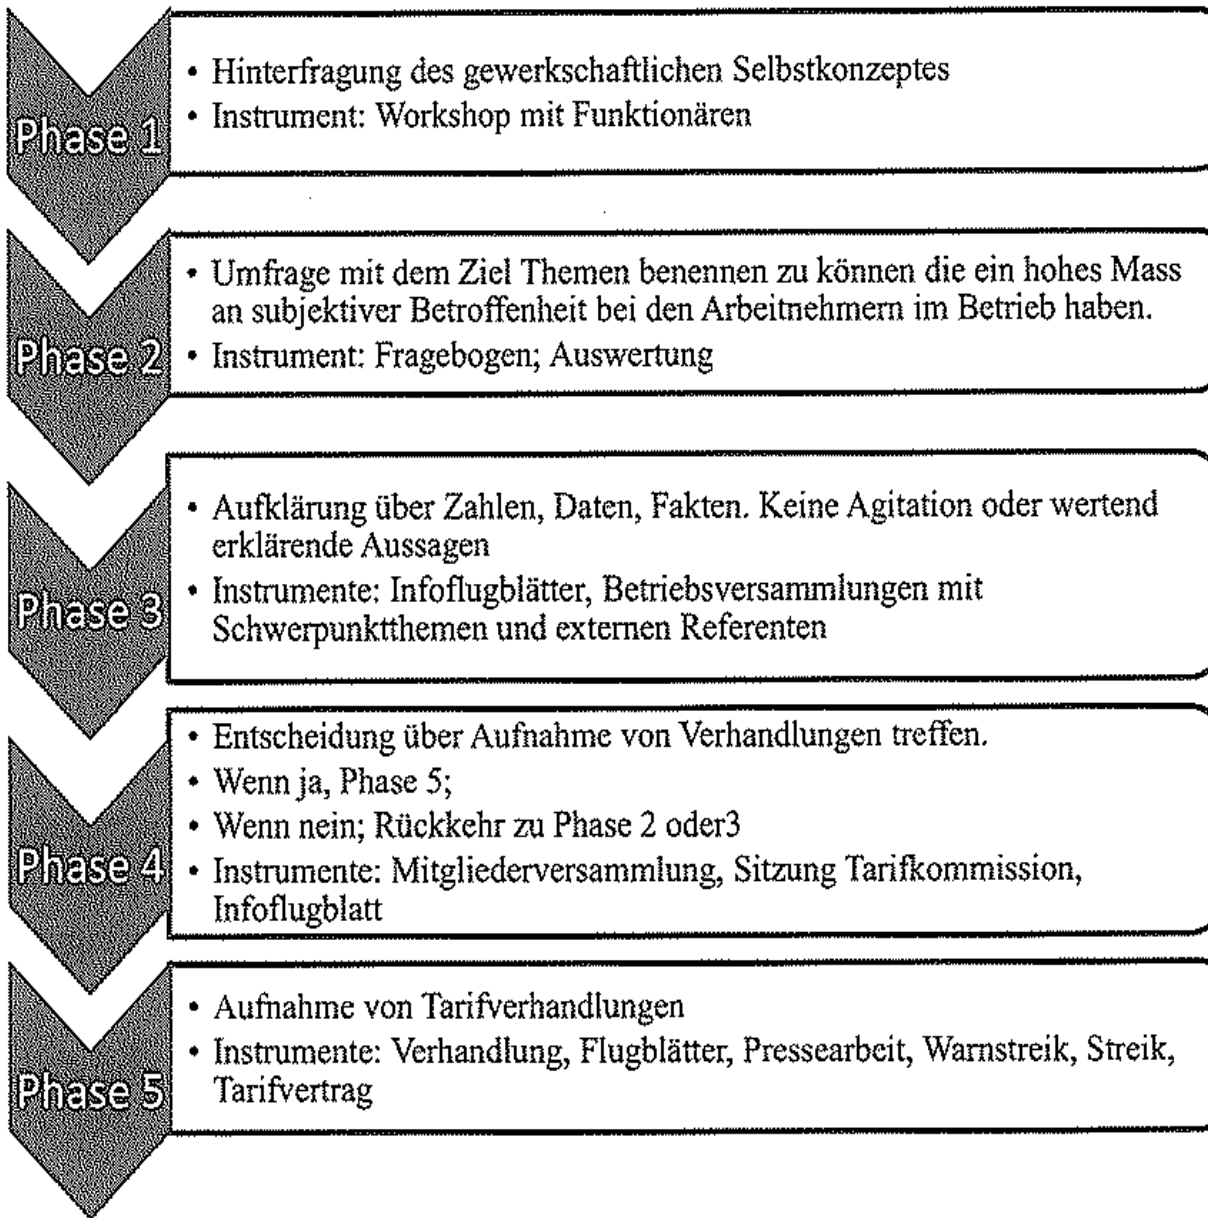 Phase 1
• Hinterfragung des gewerkschaftlichen Selbstkonzeptes
• Instrument: Workshop mit Funktionären
Phase 2
• Umfrage mit dem Ziel Themen benennen zu können die ein hohes Mass
an subjektiver Betroffenheit bei den Arbeitnehmern im Betrieb haben.
• Instrument: Fragebogen; Auswertung
Phase 3
• Aufklärung über Zahlen, Daten, Fakten. Keine Agitation oder wertend
erklärende Aussagen
• Instrumente: Infoflugblätter, Betriebsversammlungen mit
Schwerpunktthemen und externen Referenten
Phase 4
• Entscheidung über Aufnahme von Verhandlungen treffen.
• Wenn ja, Phase 5;
• Wenn nein; Rückkehr zu Phase 2 oder3
• Instrumente: Mitgliederversammlung, Sitzung Tarifkommission,
Infoflugblatt
Phase 5
• Aufnahme von Tarifverhandlungen
• Instrumente: Verhandlung, Flugblätter, Pressearbeit, Warnstreik, Streik,
Tarifvertrag